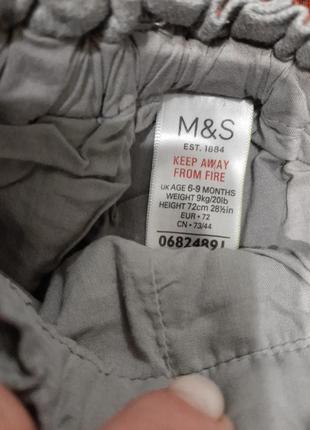 M&S
EST. 1884
KEEP AWAY
FROM FIRE
UK AGE 6-9 MONTHS
WEIGHT 9kg/20lb
HEIGHT 72cm 28½in
EUR • 72
CN • 73/44